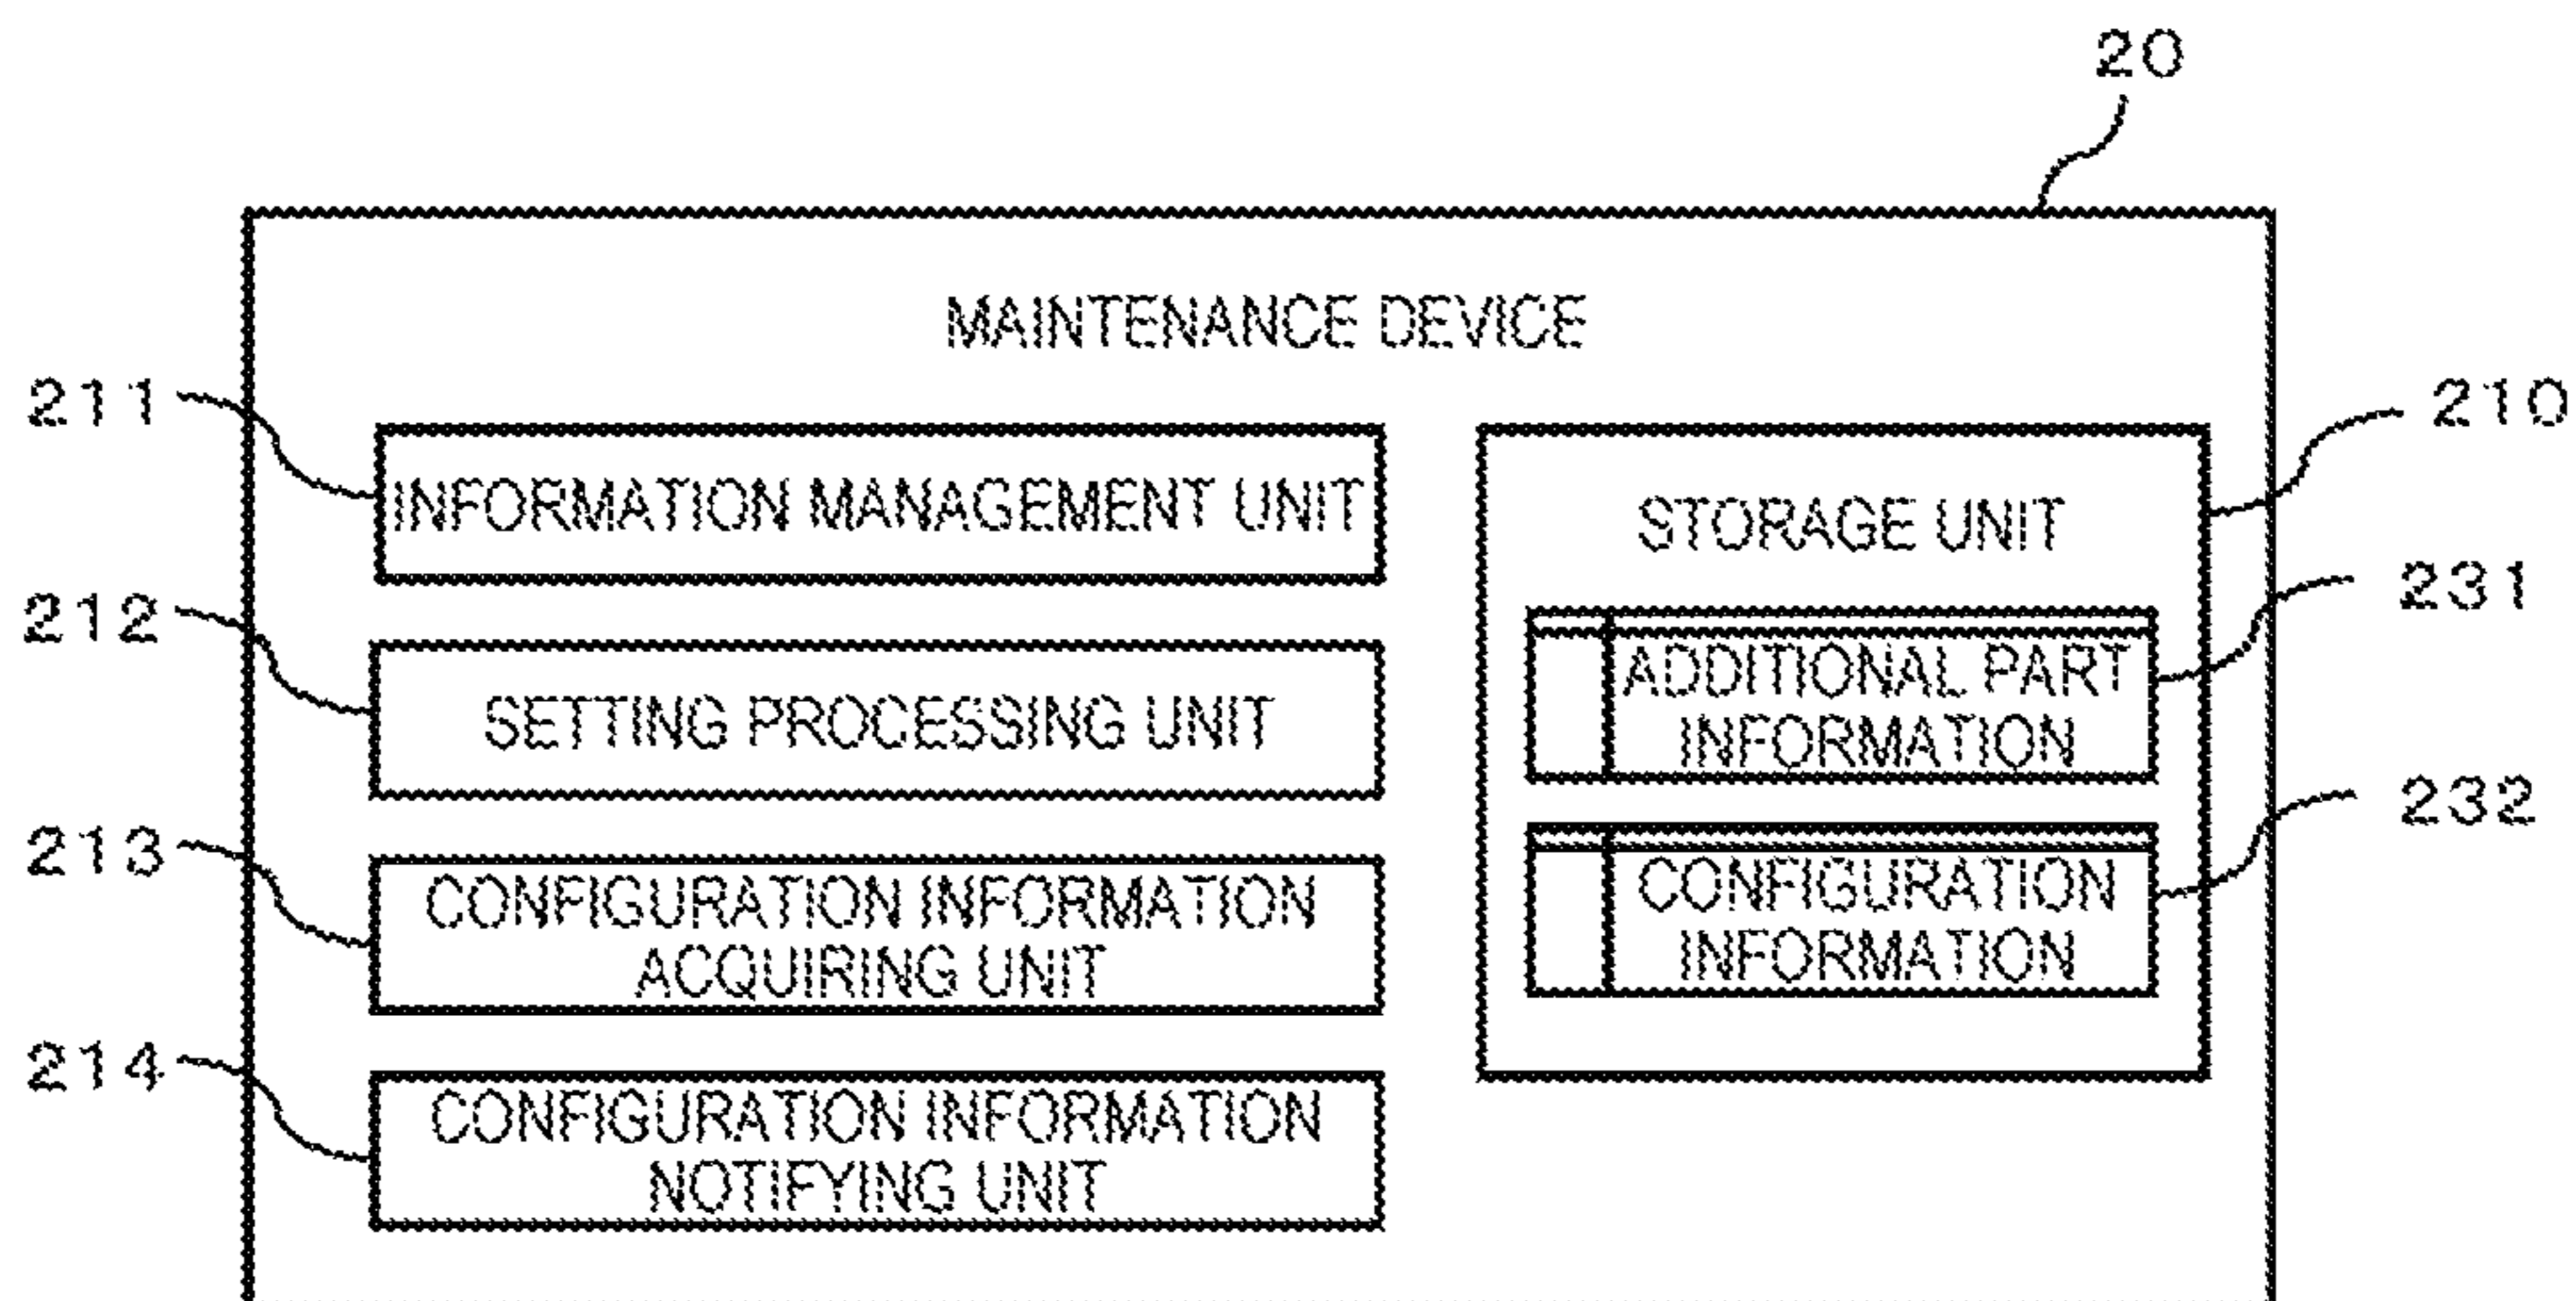 20
MAINTENANCE DEVICE
211
INFORMATION MANAGEMENT UNIT
212
SETTING PROCESSING UNIT
213
CONFIGURATION INFORMATION
ACQUIRING UNIT
214
CONFIGURATION INFORMATION
NOTIFYING UNIT
210
STORAGE UNIT
231
ADDITIONAL PART
INFORMATION
232
CONFIGURATION
INFORMATION